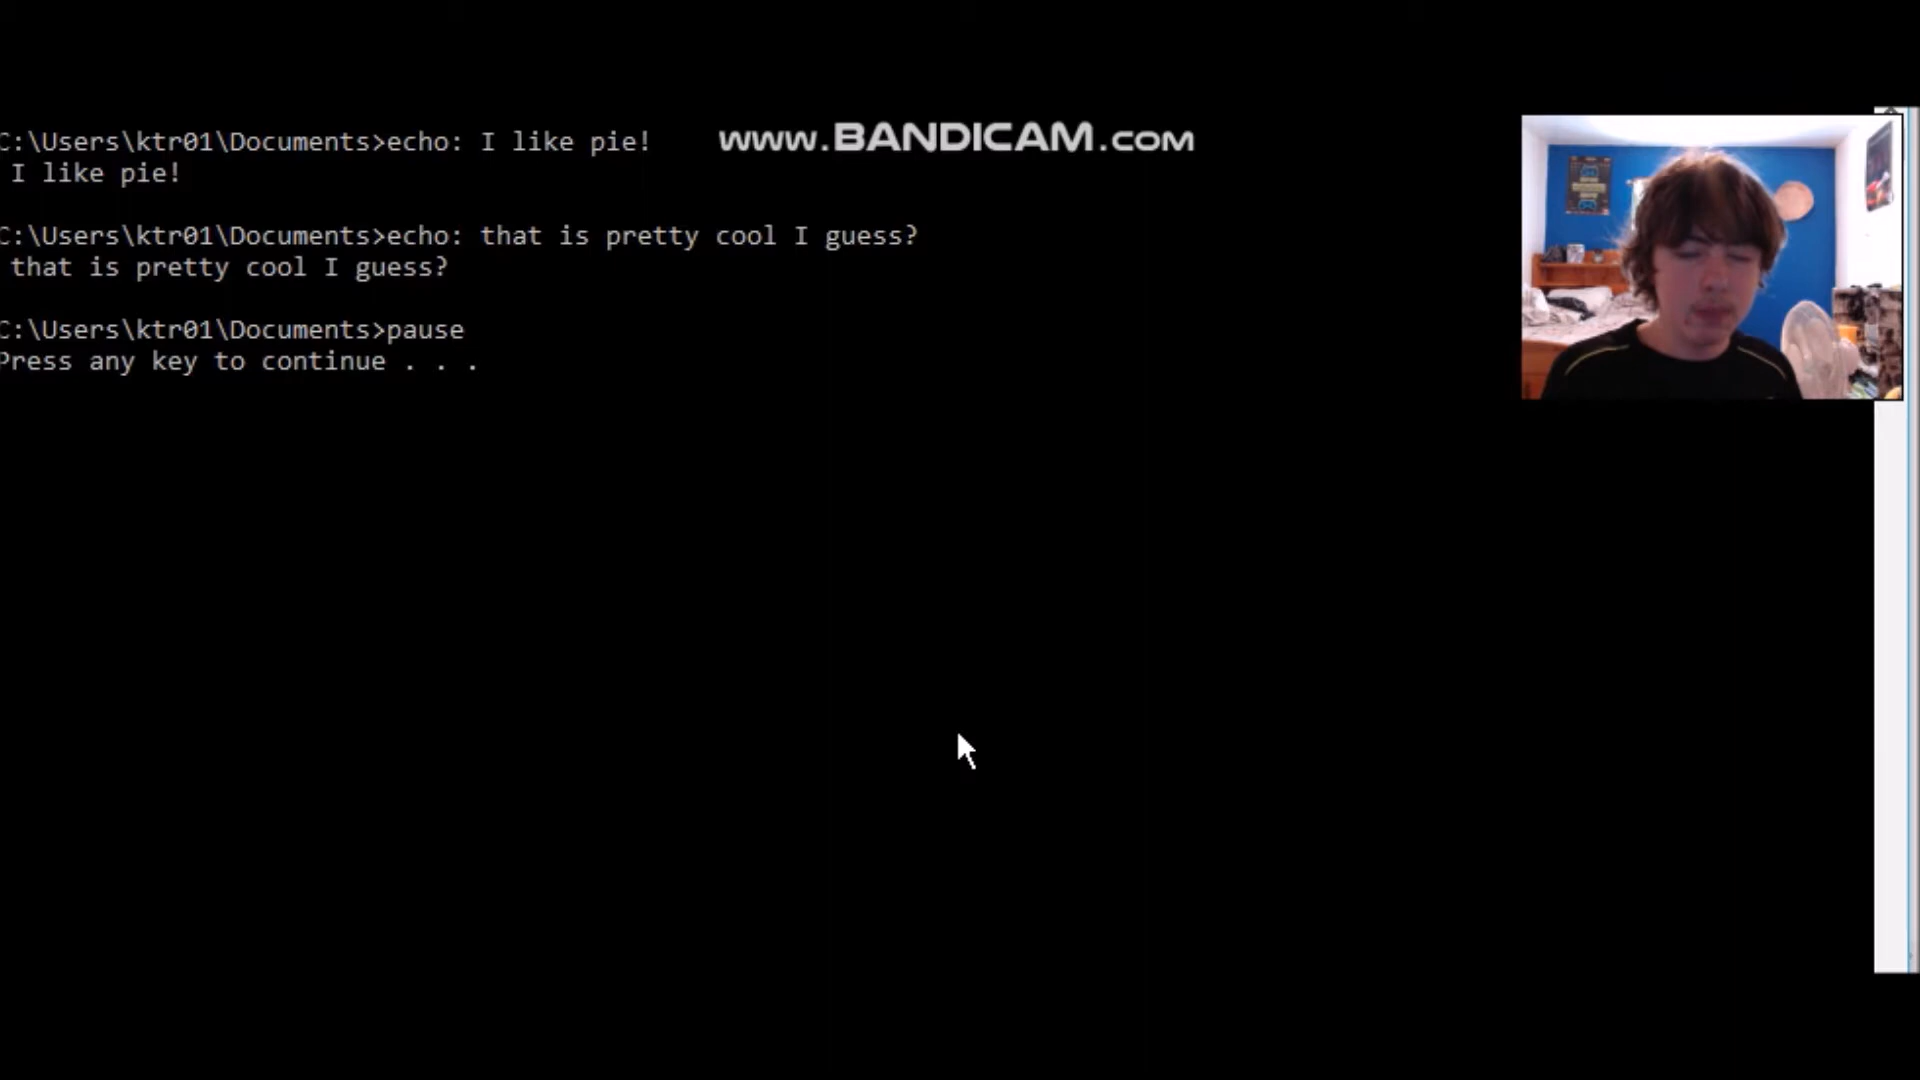 C:\Users\ktr01\Documents>echo: I like pie!
www.BANDICAM.COM
I like pie!
C:\Users\ktr01\Documents>echo: that is pretty cool I guess?
that is pretty cool I guess?
C:\Users\ktr01\Documents>pause
Press any key to continue . . .